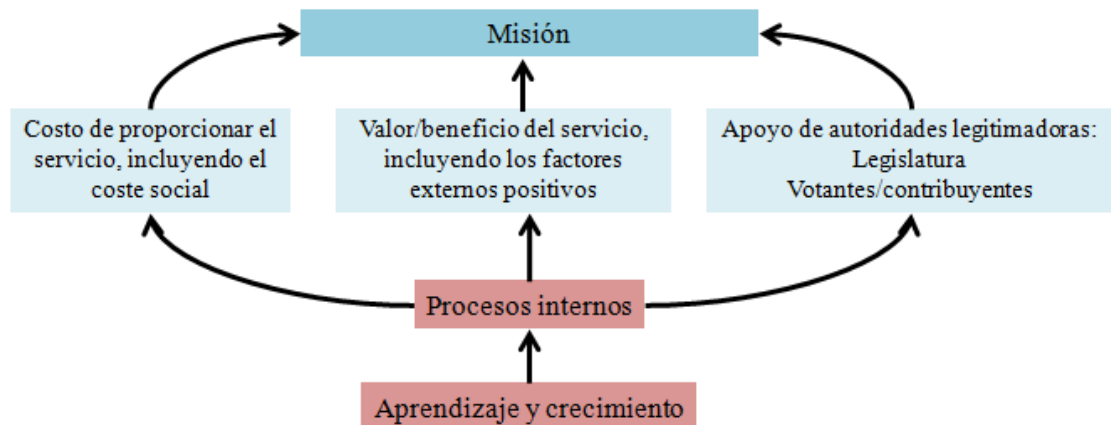 Misión
Costo de proporcionar el
servicio, incluyendo el
coste social
Valor/beneficio del servicio,
incluyendo los factores
externos positivos
Apoyo de autoridades legitimadoras:
Legislatura
Votantes/contribuyentes
Procesos internos
Aprendizaje y crecimiento